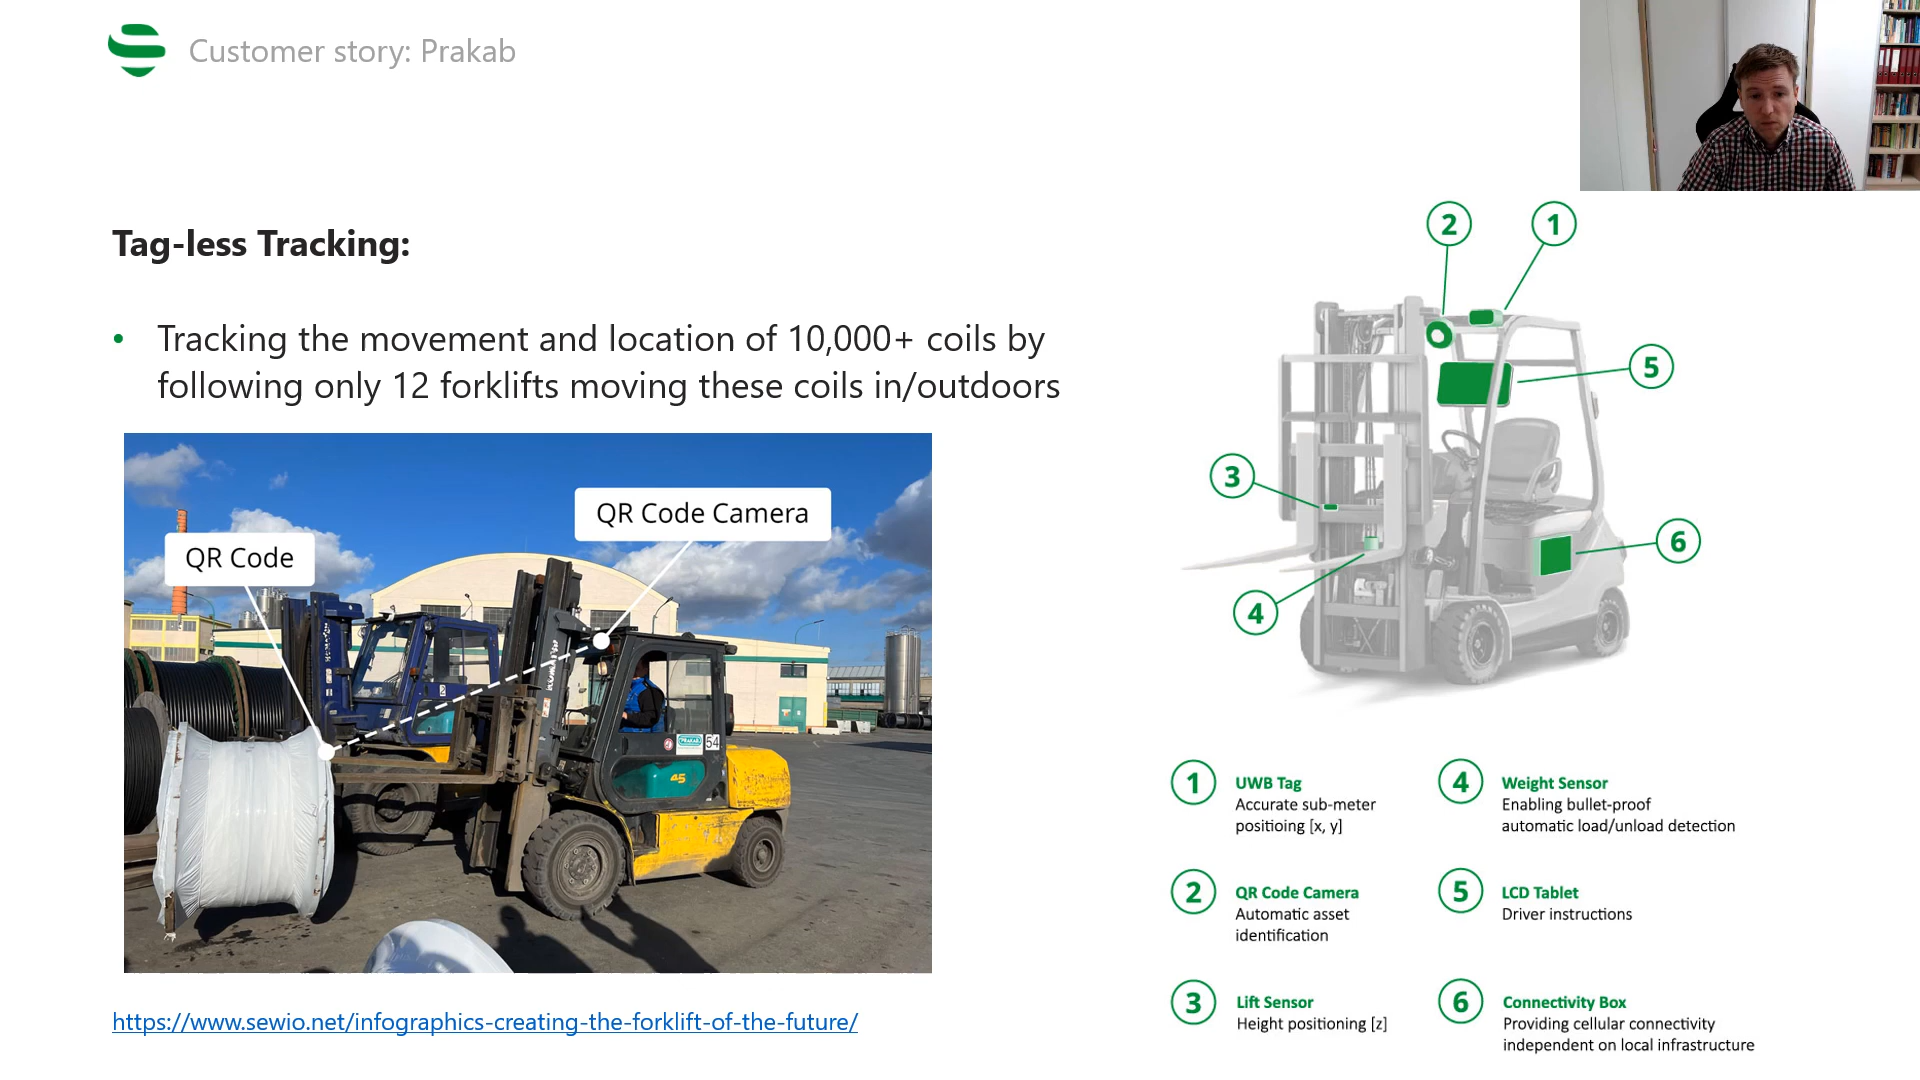 Customer story: Prakab
Tag-less Tracking:
• Tracking the movement and location of 10,000+ coils by
following only 12 forklifts moving these coils in/outdoors
QR Code Camera
QR Code
KOMATSU
54
45
https://www.sewio.net/infographics-creating-the-forklift-of-the-future/
2
1
5
3
6
4
1
UWB Tag
Accurate sub-meter
positioing [x, y]
2
QR Code Camera
Automatic asset
identification
3
Lift Sensor
Height positioning [z]
4
Weight Sensor
Enabling bullet-proof
automatic load/unload detection
5
LCD Tablet
Driver instructions
6
Connectivity Box
Providing cellular connectivity
independent on local infrastructure